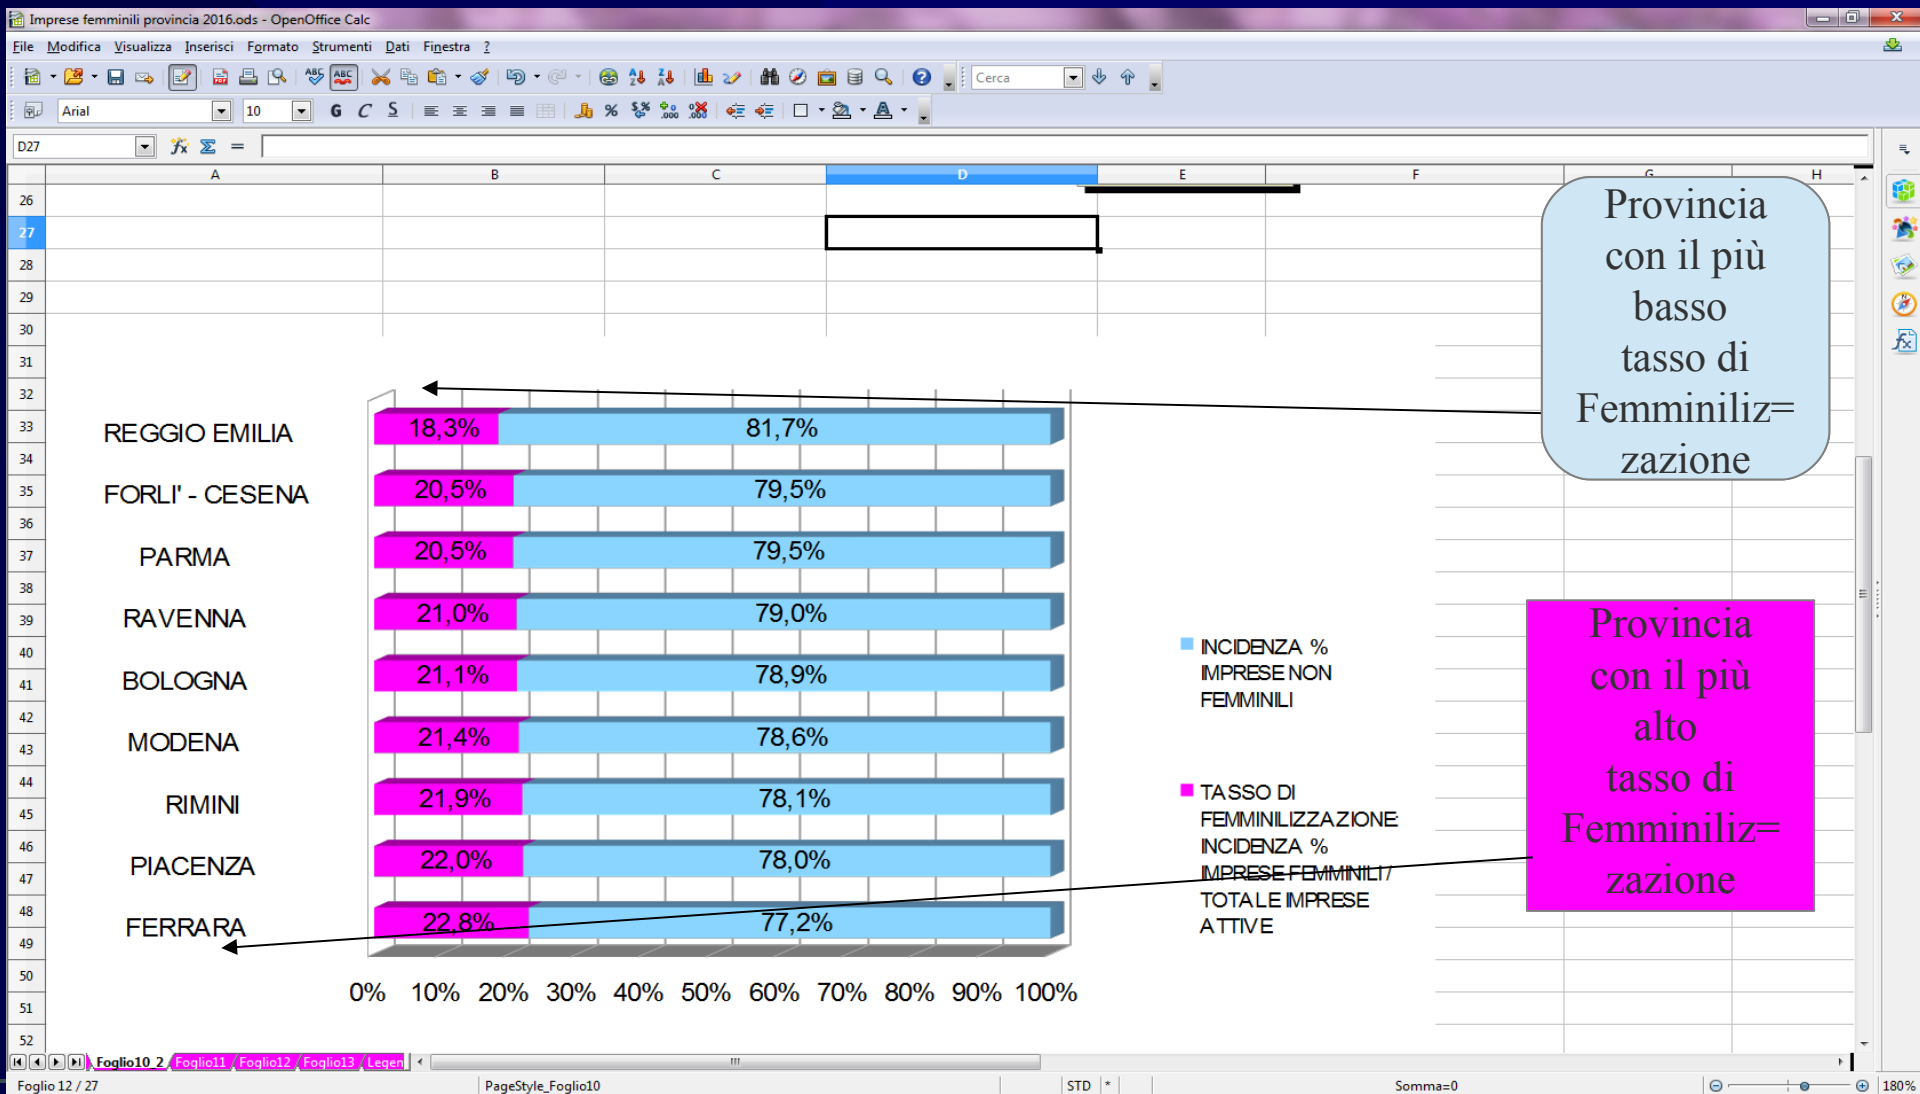 Imprese femminili provincia 2016.ods - OpenOffice Calc
File Modifica Visualizza Inserisci Formato Strumenti Dati Finestra ?
Cerca
Arial 10 G C S
D27
A B C D E F G H
26
27
28
29
30
31
32
33
34
35
36
37
38
39
40
41
42
43
44
45
46
47
48
49
50
51
52
REGGIO EMILIA 18,3% 81,7%
FORLI' - CESENA 20,5% 79,5%
PARMA 20,5% 79,5%
RAVENNA 21,0% 79,0%
BOLOGNA 21,1% 78,9%
MODENA 21,4% 78,6%
RIMINI 21,9% 78,1%
PIACENZA 22,0% 78,0%
FERRARA 22,8% 77,2%
0% 10% 20% 30% 40% 50% 60% 70% 80% 90% 100%
INCIDENZA %
IMPRESE NON
FEMMINILI
TASSO DI
FEMMINILIZZAZIONE:
INCIDENZA %
IMPRESE FEMMINILI /
TOTALE IMPRESE
ATTIVE
Provincia
con il più
basso
tasso di
Femminiliz=
zazione
Provincia
con il più
alto
tasso di
Femminiliz=
zazione
Foglio10_2 Foglio11 Foglio12 Foglio13 Legen
Foglio 12 / 27 PageStyle_Foglio10 STD * Somma=0 180%